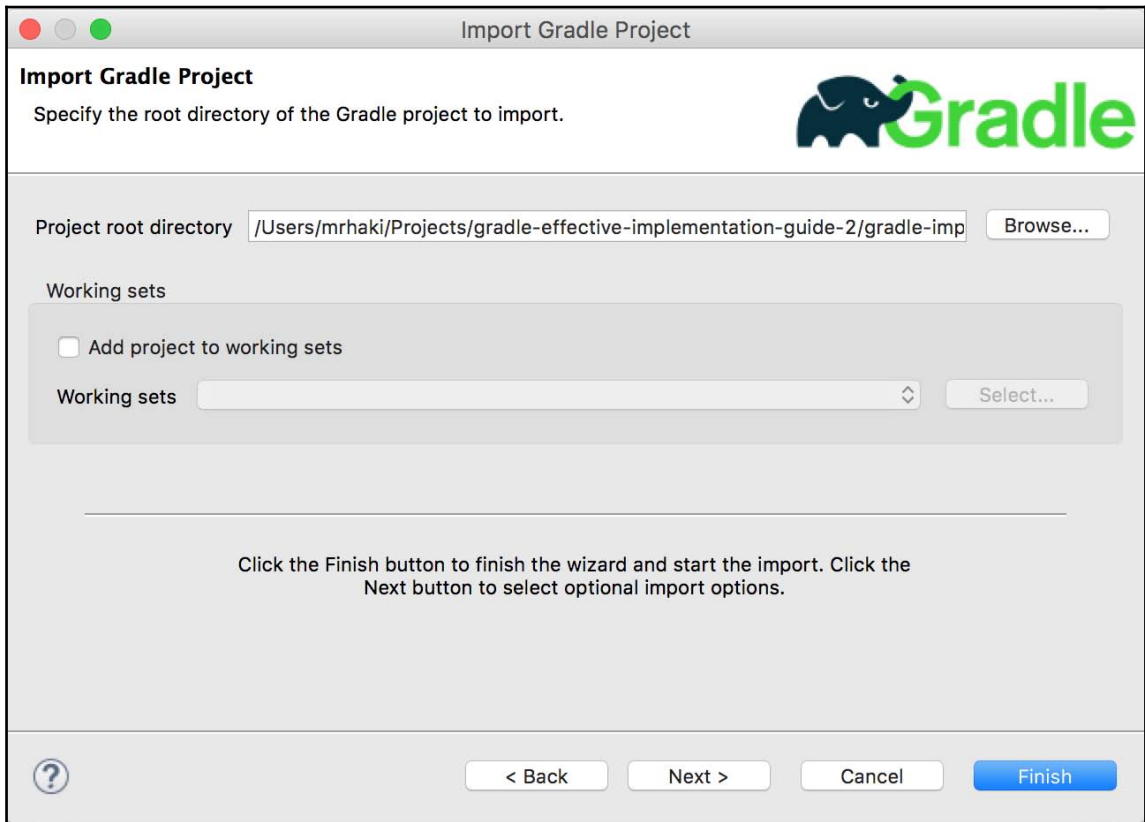 Import Gradle Project
Import Gradle Project
Specify the root directory of the Gradle project to import.
Gradle
Project root directory /Users/mrhaki/Projects/gradle-effective-implementation-guide-2/gradle-imp Browse...
Working sets
Add project to working sets
Working sets Select...
Click the Finish button to finish the wizard and start the import. Click the
Next button to select optional import options.
? < Back Next > Cancel Finish